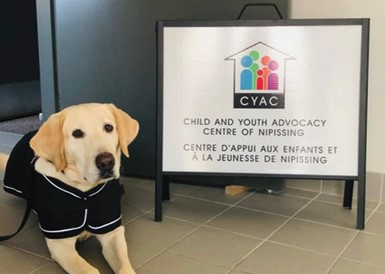 CYAC
CHILD AND YOUTH ADVOCACY
CENTRE OF NIPISSING
CENTRE D'APPUI AUX ENFANTS ET
À LA JEUNESSE DE NIPISSING